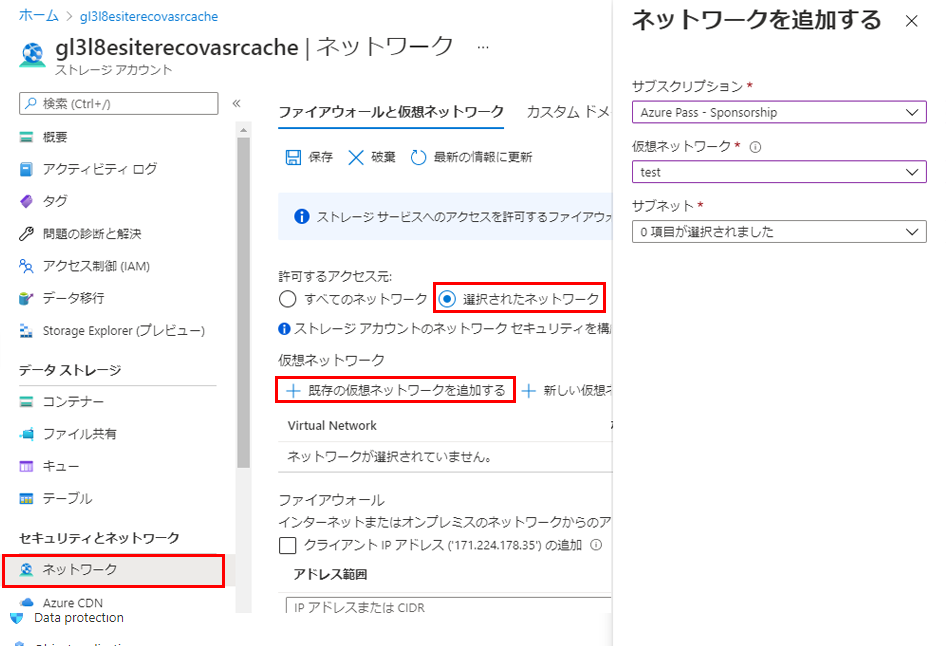 ホーム > gl3l8esiterecovasrcache
gl3l8esiterecovasrcache | ネットワーク ...
ストレージ アカウント
検索 (Ctrl+/)
«
概要
アクティビティ ログ
タグ
問題の診断と解決
アクセス制御 (IAM)
データ移行
Storage Explorer (プレビュー)
データ ストレージ
コンテナー
ファイル共有
キュー
テーブル
セキュリティとネットワーク
ネットワーク
Azure CDN
Data protection
ファイアウォールと仮想ネットワーク カスタム ドメ
保存 破棄 最新の情報に更新
ストレージ サービスへのアクセスを許可するファイアウォ
許可するアクセス元:
すべてのネットワーク 選択されたネットワーク
ストレージ アカウントのネットワーク セキュリティを構
仮想ネットワーク
+ 既存の仮想ネットワークを追加する + 新しい仮想ネ
Virtual Network
ネットワークが選択されていません。
ファイアウォール
インターネットまたはオンプレミスのネットワークからのア
クライアント IP アドレス ('171.224.178.35') の追加
アドレス範囲
IP アドレスまたは CIDR
ネットワークを追加する
サブスクリプション *
Azure Pass - Sponsorship
仮想ネットワーク *
test
サブネット *
0 項目が選択されました